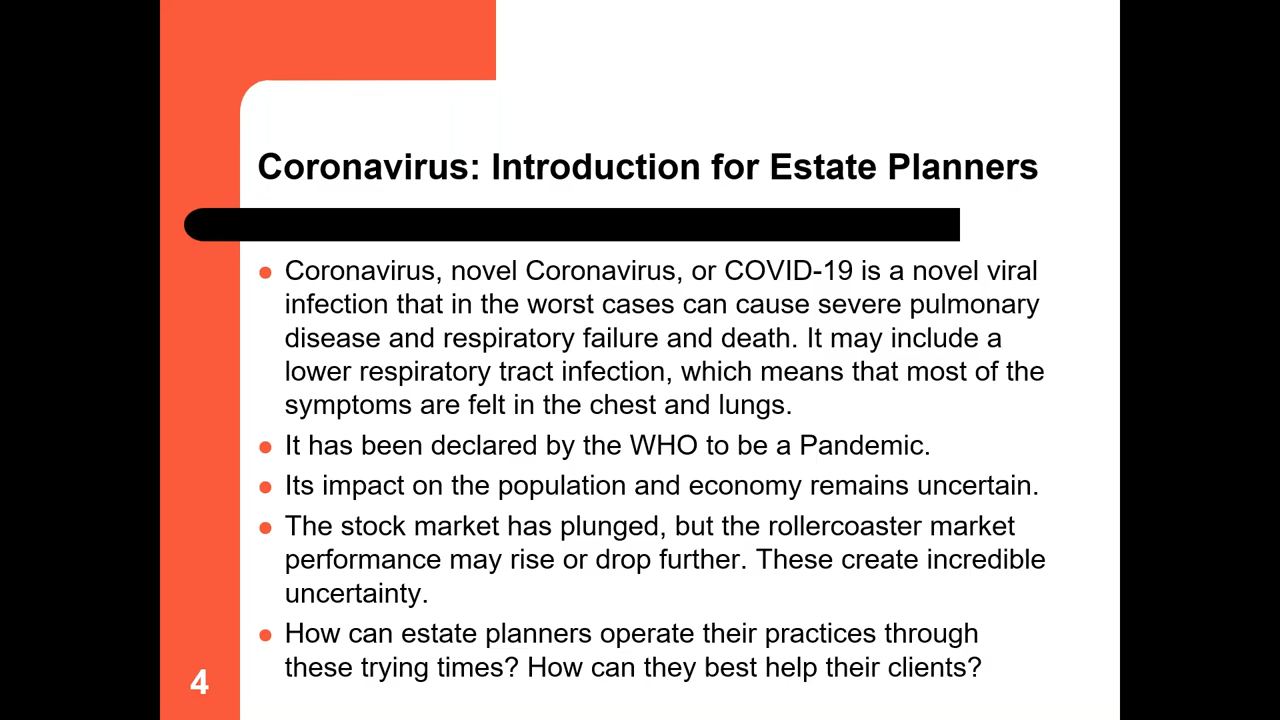 Coronavirus: Introduction for Estate Planners
Coronavirus, novel Coronavirus, or COVID-19 is a novel viral
infection that in the worst cases can cause severe pulmonary
disease and respiratory failure and death. It may include a
lower respiratory tract infection, which means that most of the
symptoms are felt in the chest and lungs.
It has been declared by the WHO to be a Pandemic.
Its impact on the population and economy remains uncertain.
The stock market has plunged, but the rollercoaster market
performance may rise or drop further. These create incredible
uncertainty.
How can estate planners operate their practices through
these trying times? How can they best help their clients?
4